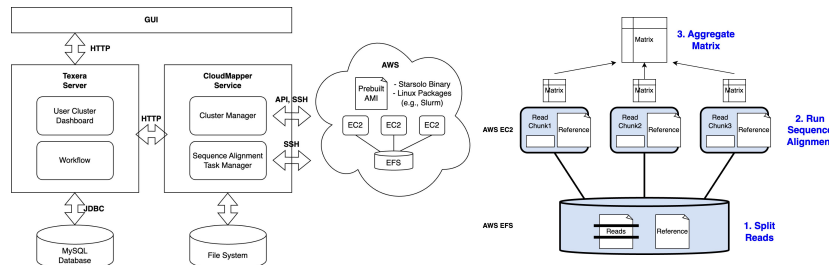 GUI
HTTP
Texera
Server
User Cluster
Dashboard
Workflow
HTTP
CloudMapper
Service
Cluster Manager
Sequence Alignment
Task Manager
API, SSH
SSH
AWS
Prebuilt
AMI
- Starsolo Binary
- Linux Packages
(e.g., Slurm)
EC2
EC2
EC2
EFS
JDBC
MySQL
Database
File System
Matrix
3. Aggregate
Matrix
Matrix
Matrix
Matrix
AWS EC2
Read
Chunk1
Reference
Read
Chunk2
Reference
Read
Chunk3
Reference
2. Run
Sequence
Alignmen
AWS EFS
Reads
Reference
1. Split
Reads